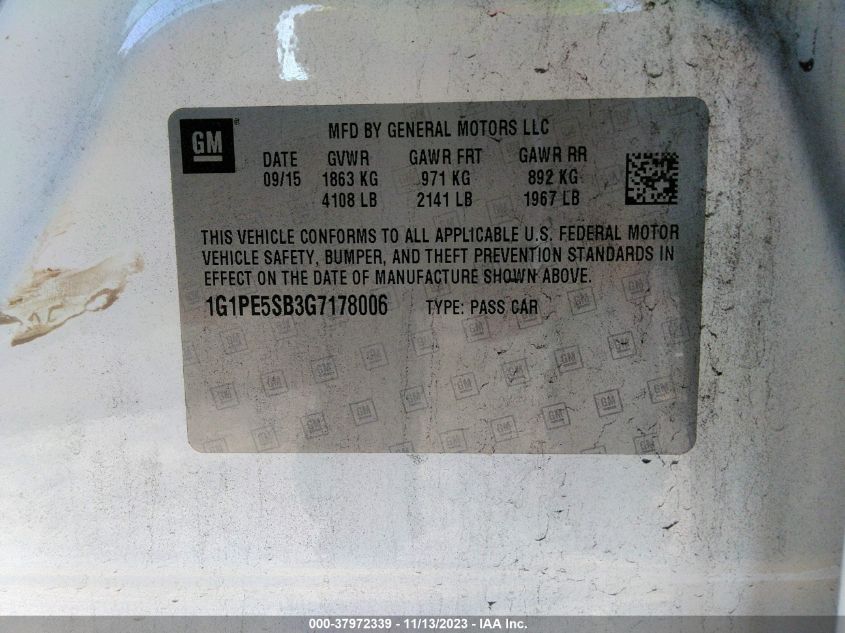 GM
MFD BY GENERAL MOTORS LLC
DATE GVWR GAWR FRT GAWR RR
09/15 1863 KG 971 KG 892 KG
4108 LB 2141 LB 1967 LB
THIS VEHICLE CONFORMS TO ALL APPLICABLE U.S. FEDERAL MOTOR
VEHICLE SAFETY, BUMPER, AND THEFT PREVENTION STANDARDS IN
EFFECT ON THE DATE OF MANUFACTURE SHOWN ABOVE.
1G1PE5SB3G7178006 TYPE: PASS CAR
000-37972339 - 11/13/2023 - IAA Inc.